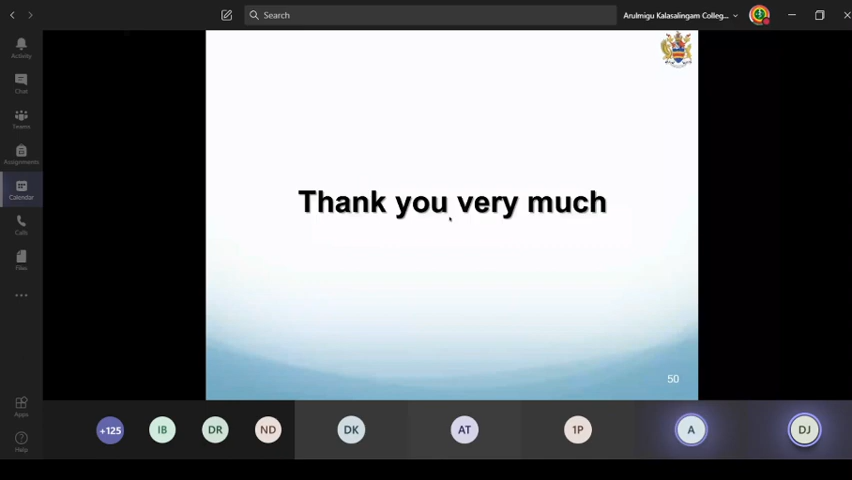 Search
Arulmigu Kalasalingam Colleg...
Activity
Chat
Teams
Assignments
Calendar
Calls
Files
Apps
Help
Thank you very much
50
+125
IB
DR
ND
DK
AT
1P
A
DJ